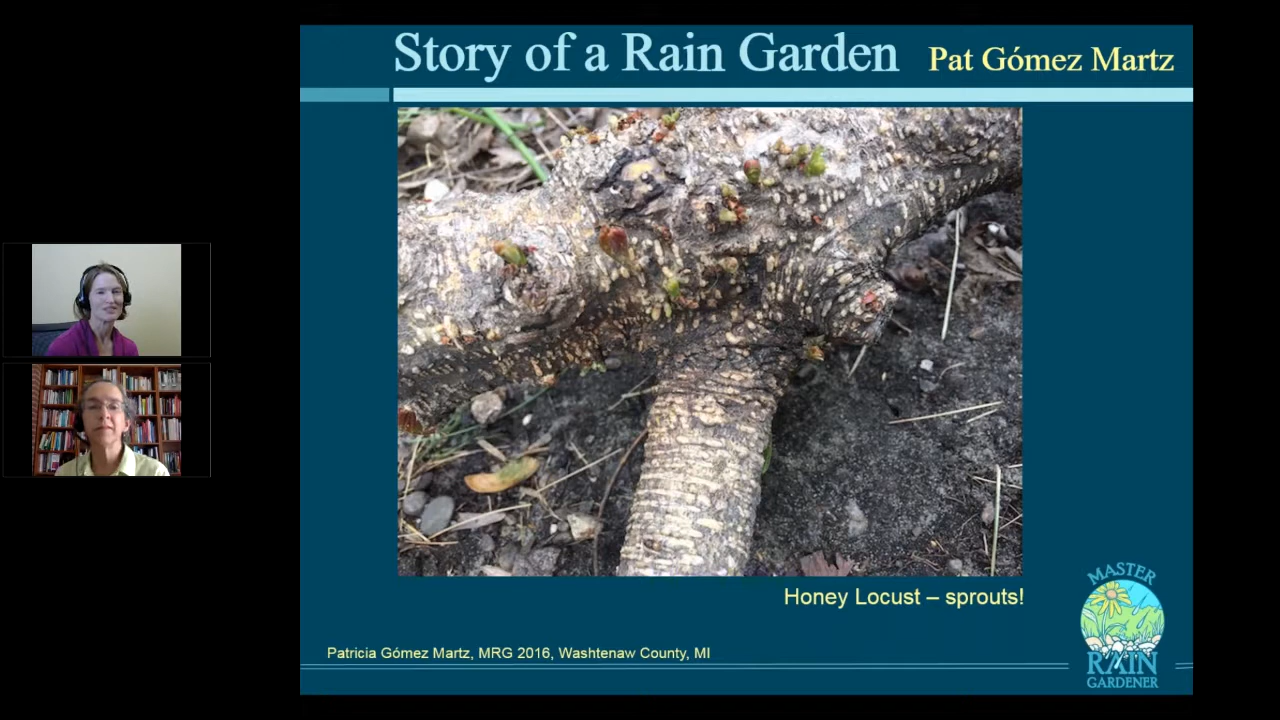 Story of a Rain Garden Pat Gómez Martz
Honey Locust – sprouts!
Patricia Gómez Martz, MRG 2016, Washtenaw County, MI
MASTER
RAIN
GARDENER